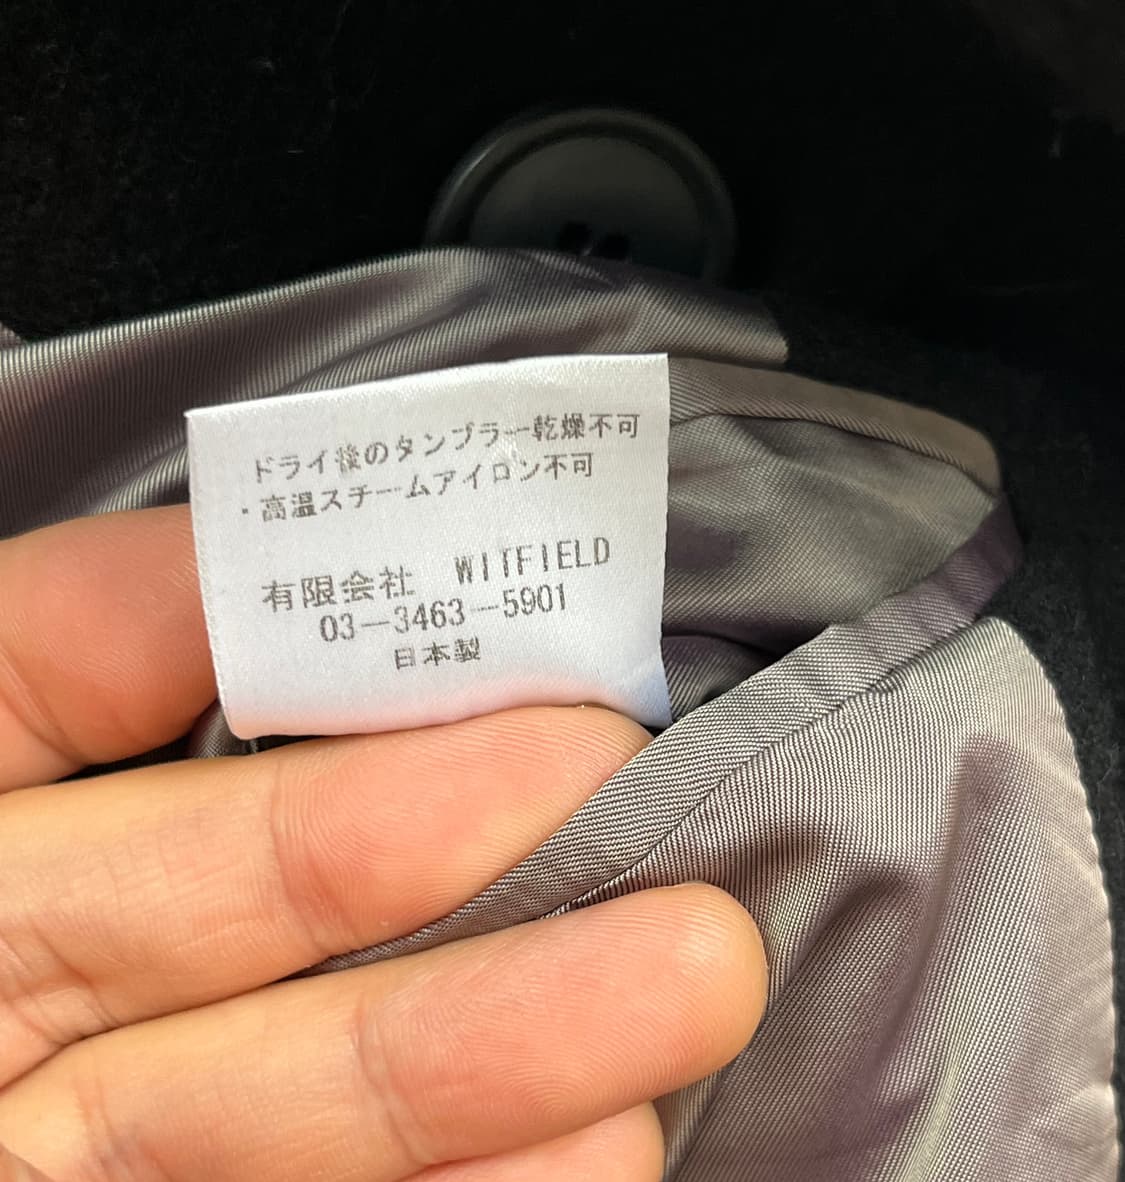 ドライ後のタンブラー乾燥不可
・高温スチームアイロン不可
有限会社 WITFIELD
03－3463－5901
日本製